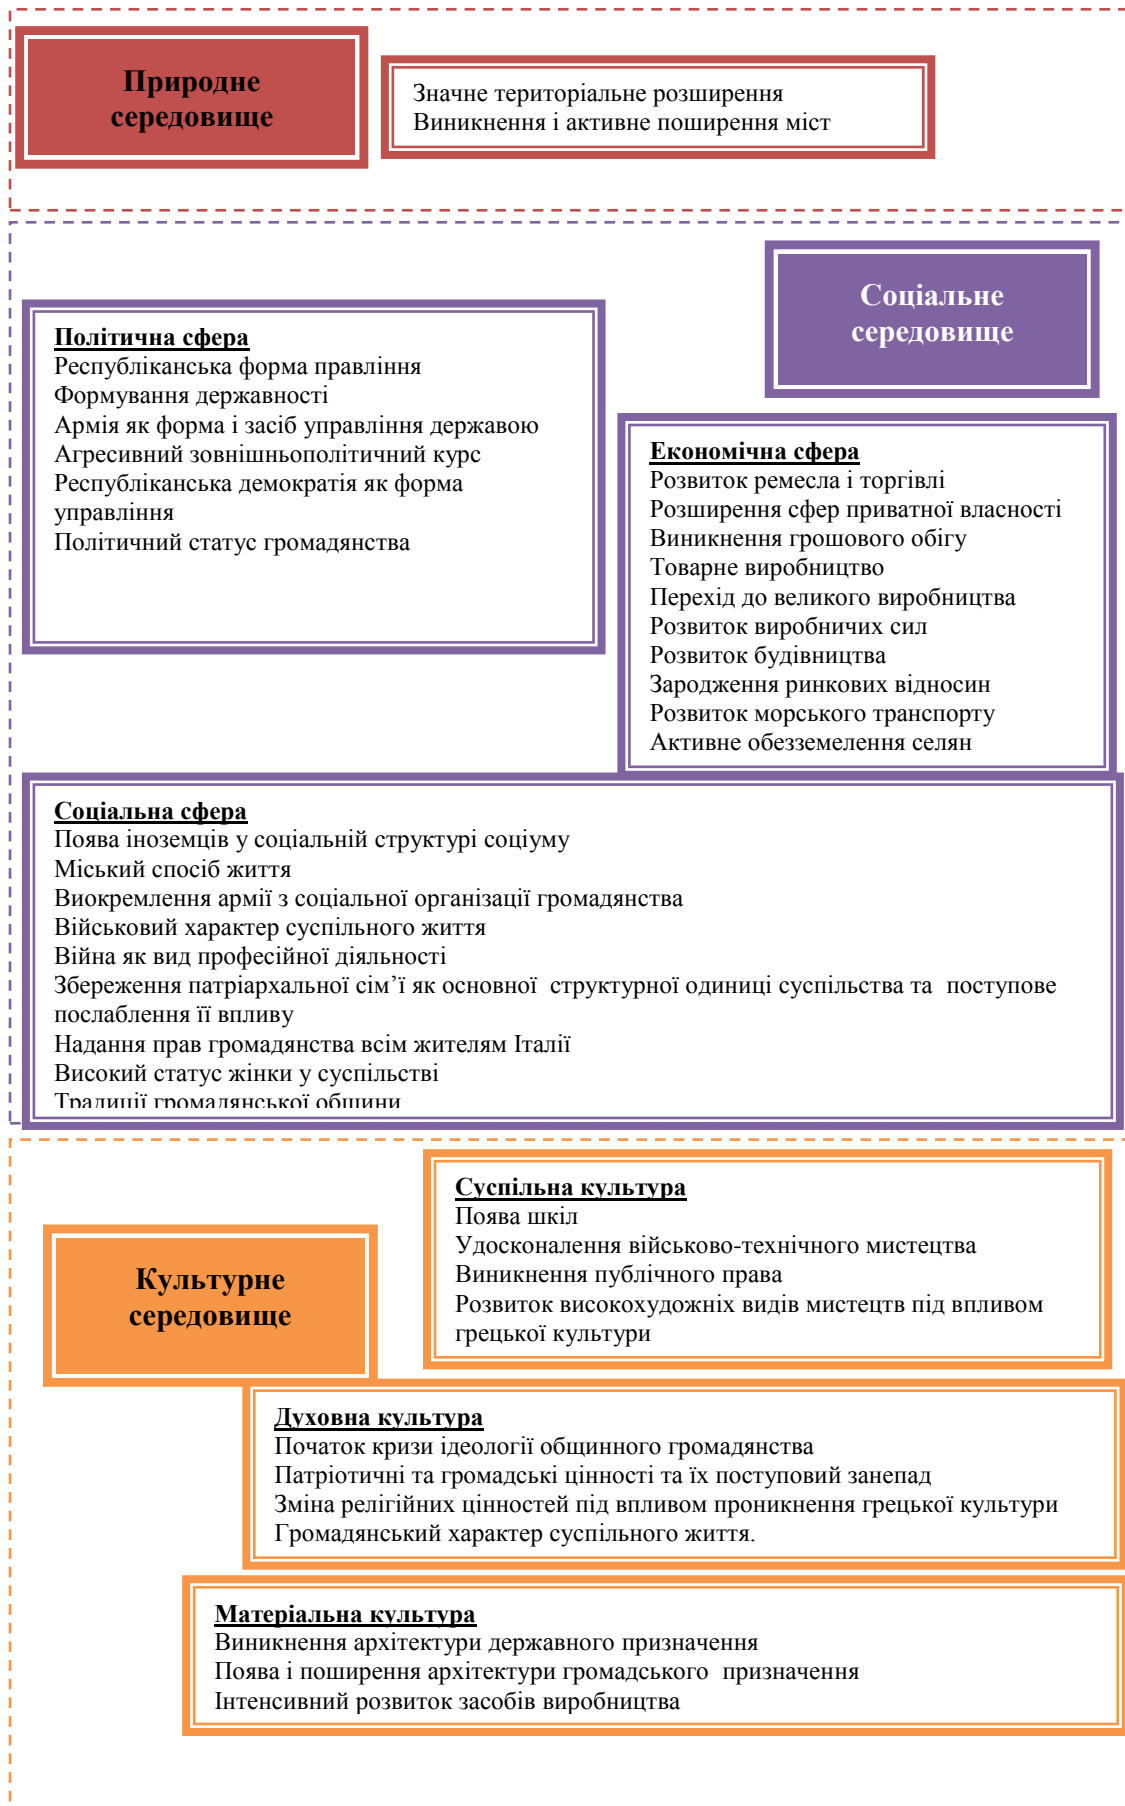 Природне
середовище
Значне територіальне розширення
Виникнення і активне поширення міст
Соціальне
середовище
Політична сфера
Республіканська форма правління
Формування державності
Армія як форма і засіб управління державою
Агресивний зовнішньополітичний курс
Республіканська демократія як форма
управління
Політичний статус громадянства
Економічна сфера
Розвиток ремесла і торгівлі
Розширення сфер приватної власності
Виникнення грошового обігу
Товарне виробництво
Перехід до великого виробництва
Розвиток виробничих сил
Розвиток будівництва
Зародження ринкових відносин
Розвиток морського транспорту
Активне обезземелення селян
Соціальна сфера
Поява іноземців у соціальній структурі соціуму
Міський спосіб життя
Виокремлення армії з соціальної організації громадянства
Військовий характер суспільного життя
Війна як вид професійної діяльності
Збереження патріархальної сім’ї як основної структурної одиниці суспільства та поступове
послаблення її впливу
Надання прав громадянства всім жителям Італії
Високий статус жінки у суспільстві
Традиції громадянської общини
Суспільна культура
Поява шкіл
Удосконалення військово-технічного мистецтва
Виникнення публічного права
Розвиток високохудожніх видів мистецтв під впливом
грецької культури
Культурне
середовище
Духовна культура
Початок кризи ідеології общинного громадянства
Патріотичні та громадські цінності та їх поступовий занепад
Зміна релігійних цінностей під впливом проникнення грецької культури
Громадянський характер суспільного життя.
Матеріальна культура
Виникнення архітектури державного призначення
Поява і поширення архітектури громадського призначення
Інтенсивний розвиток засобів виробництва